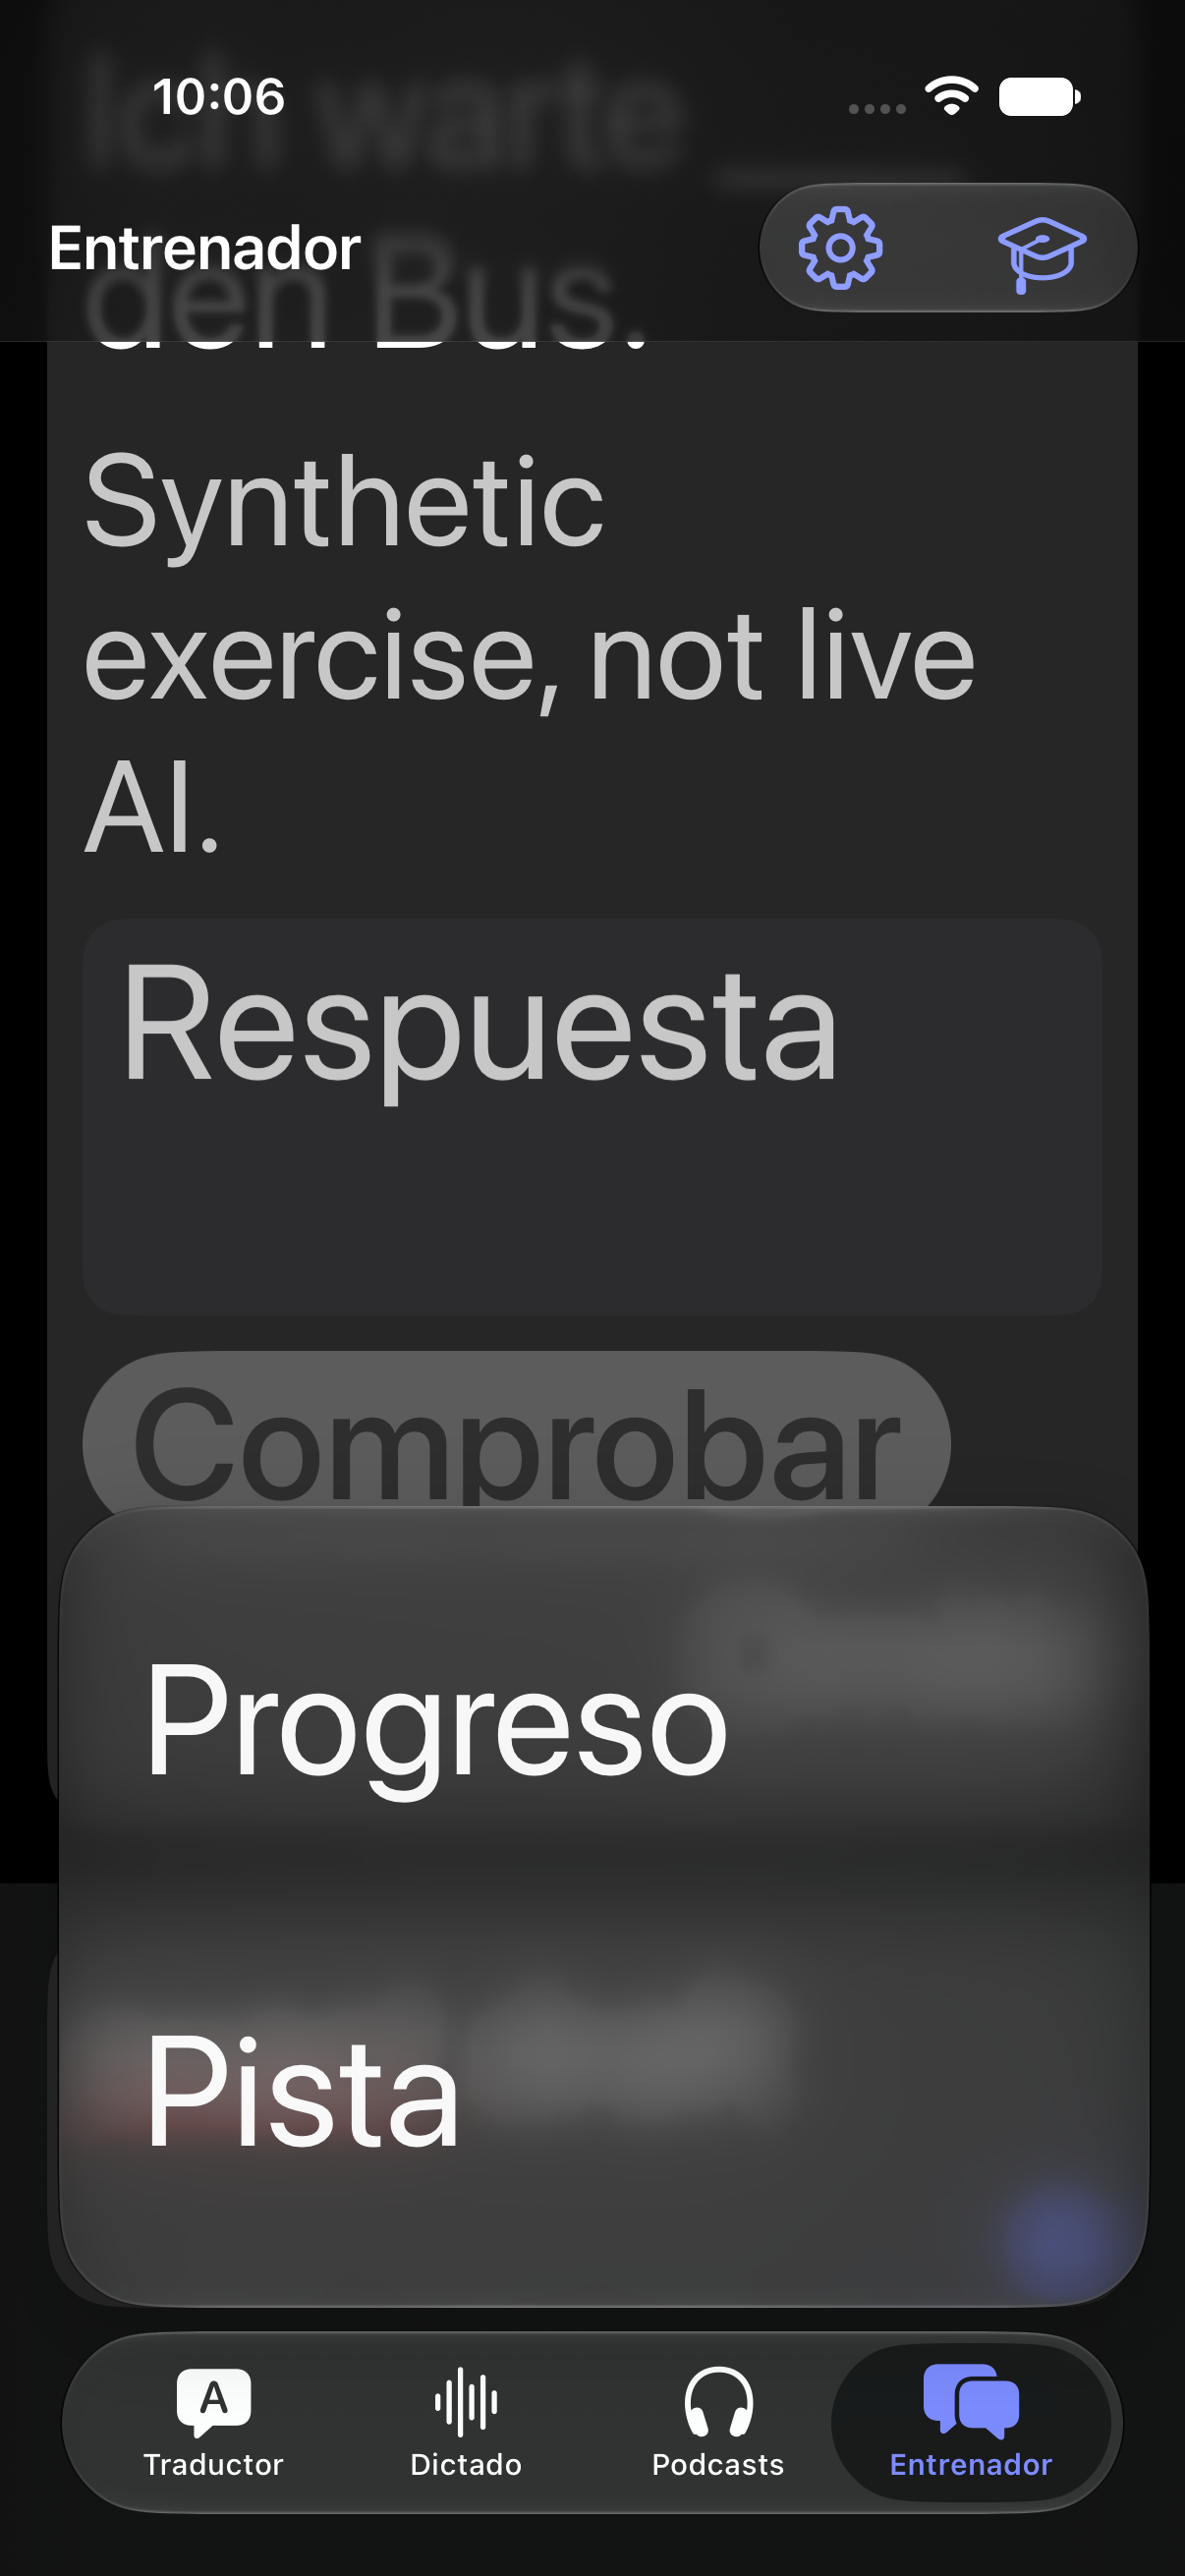 10:06
Ich warte ____
den Bus.
Entrenador
Synthetic
exercise, not live
AI.
Respuesta
Comprobar
Progreso
Pista
A
Traductor
Dictado
Podcasts
Entrenador